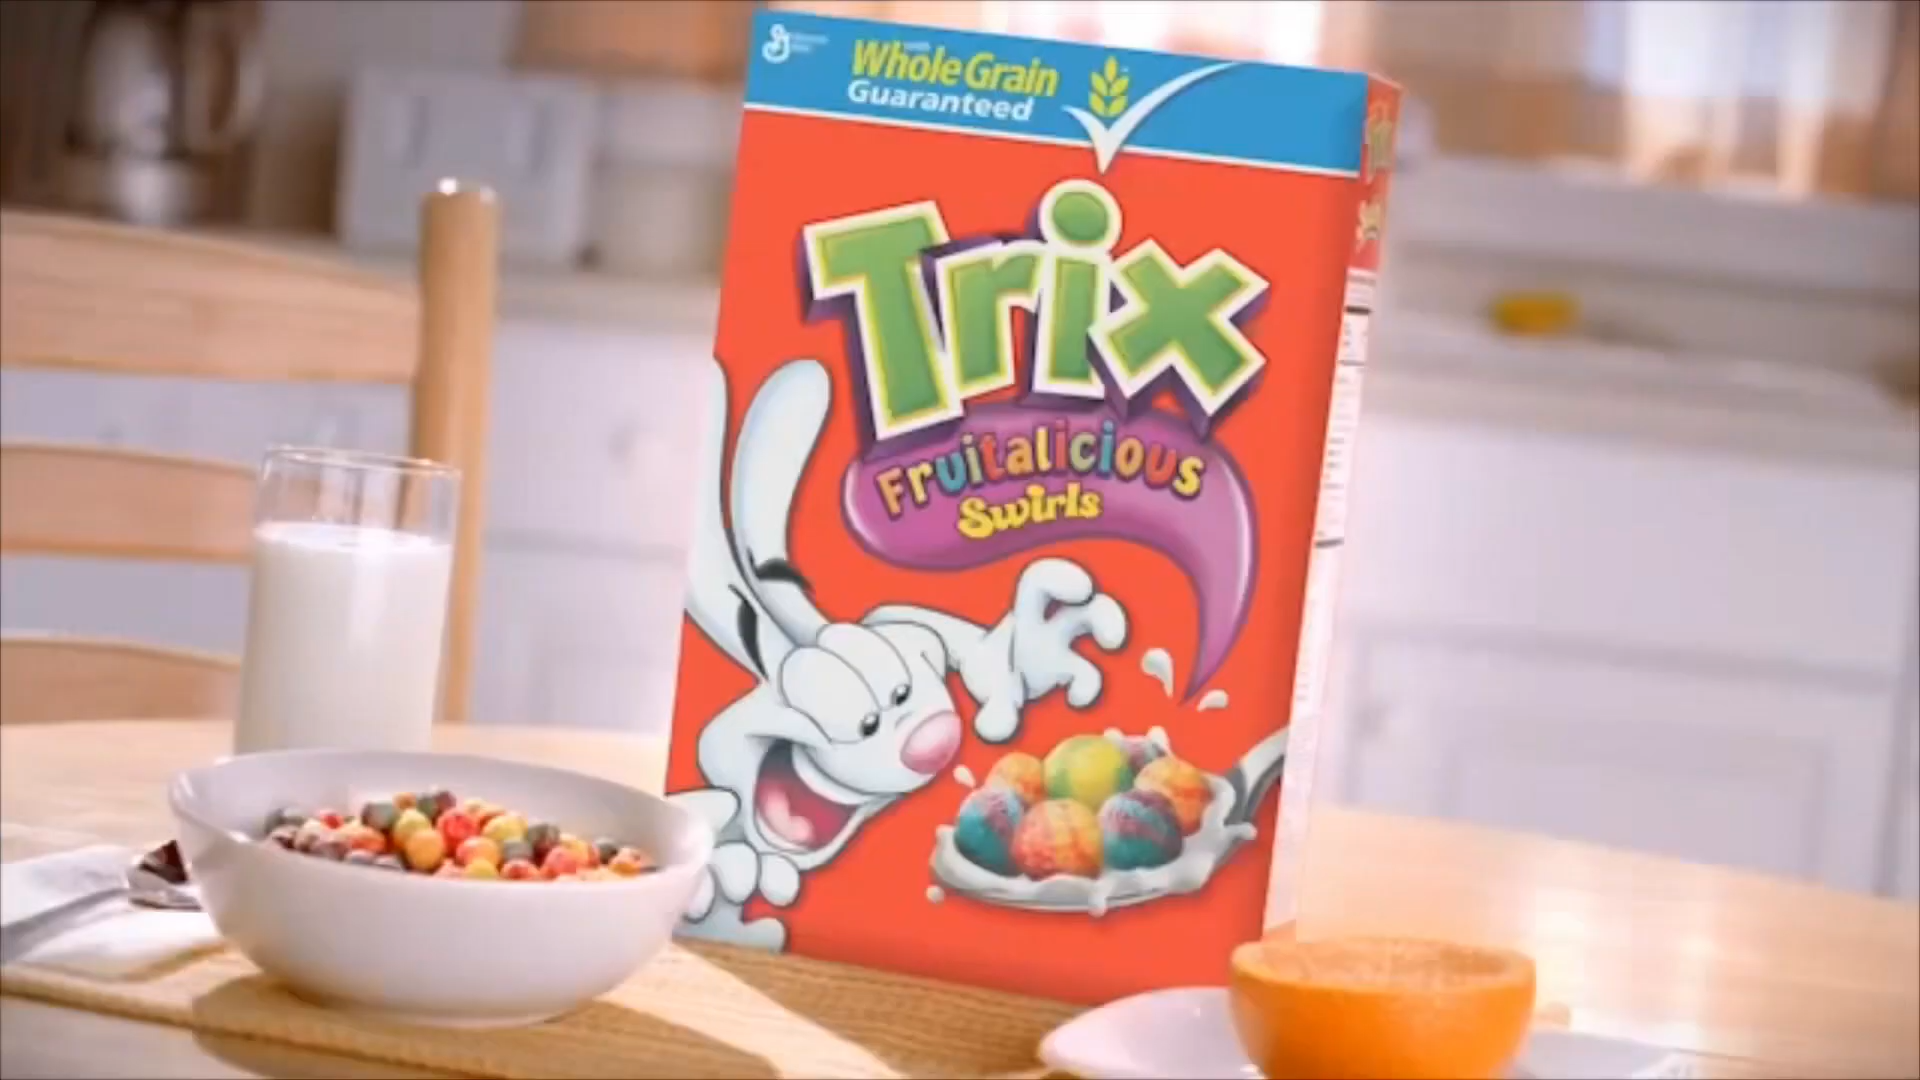 Whole Grain
Guaranteed
Trix
Fruitalicious
Swirls